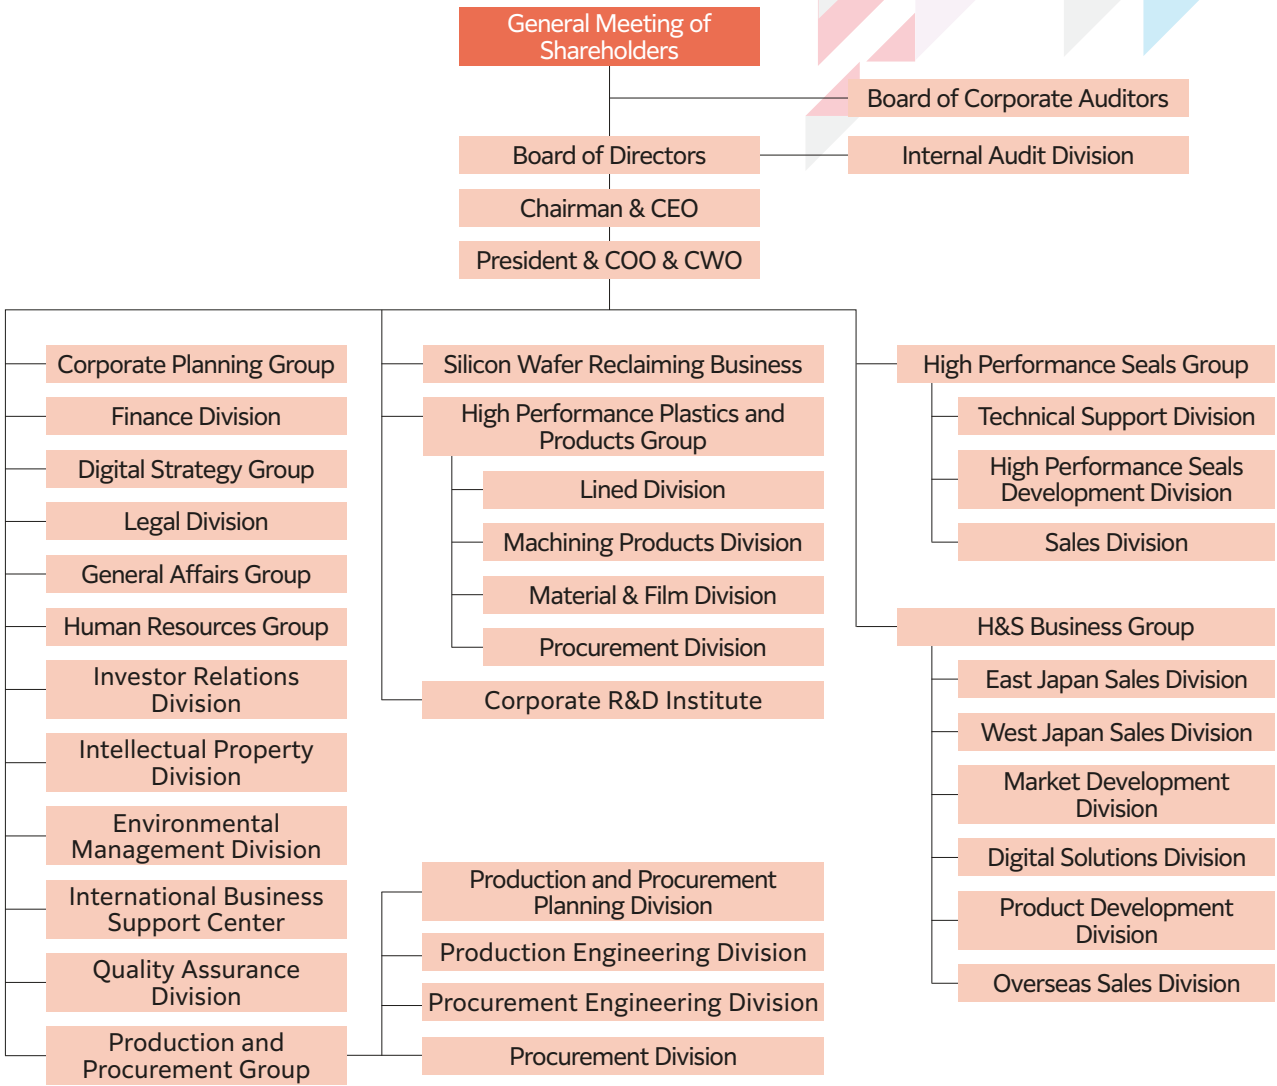 General Meeting of
Shareholders
Board of Corporate Auditors
Board of Directors
Internal Audit Division
Chairman & CEO
President & COO & CWO
Corporate Planning Group
Finance Division
Digital Strategy Group
Legal Division
General Affairs Group
Human Resources Group
Investor Relations
Division
Intellectual Property
Division
Environmental
Management Division
International Business
Support Center
Quality Assurance
Division
Production and
Procurement Group
Silicon Wafer Reclaiming Business
High Performance Plastics and
Products Group
Lined Division
Machining Products Division
Material & Film Division
Procurement Division
Corporate R&D Institute
Production and Procurement
Planning Division
Production Engineering Division
Procurement Engineering Division
Procurement Division
High Performance Seals Group
Technical Support Division
High Performance Seals
Development Division
Sales Division
H&S Business Group
East Japan Sales Division
West Japan Sales Division
Market Development
Division
Digital Solutions Division
Product Development
Division
Overseas Sales Division